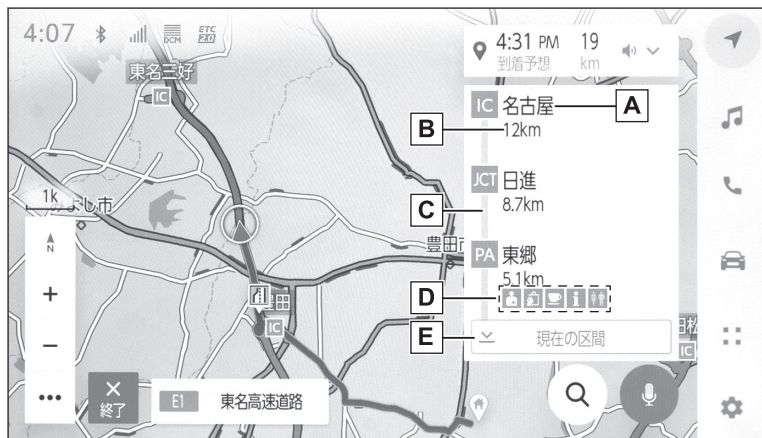 4:07
DCM
ETC
2.0
東名三好
IC
1k
みよし市
N
豊田
IC
終了
E1 東名高速道路
4:31 PM 19
到着予想 km
IC 名古屋
12km
JCT 日進
8.7km
PA 東郷
5.1km
現在の区間
IC
A
B
C
D
E